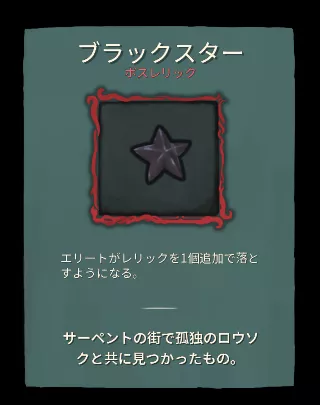 ブラックスター
ボスレリック
エリートがレリックを1個追加で落と
すようになる。
サーペントの街で孤独のロウソ
クと共に見つかったもの。